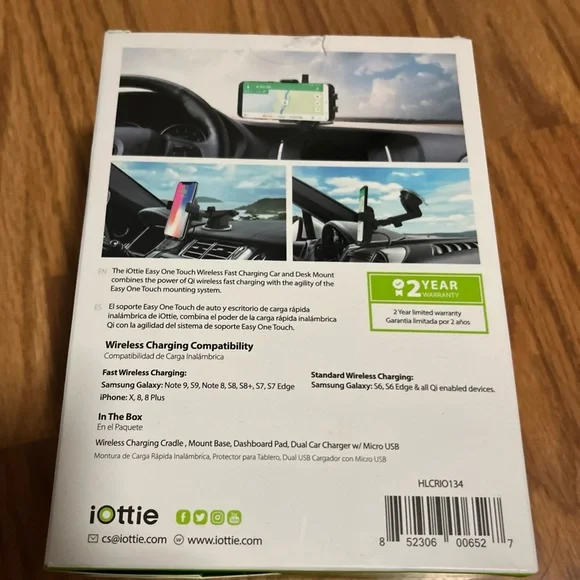 EN The iOttie Easy One Touch Wireless Fast Charging Car and Desk Mount
combines the power of Qi wireless fast charging with the agility of the
Easy One Touch mounting system.
ES El soporte Easy One Touch de auto y escritorio de carga rápida
inalámbrica de iOttie, combina el poder de la carga rápida inalámbrica
Qi con la agilidad del sistema de soporte Easy One Touch.
2 YEAR
WARRANTY
2 Year limited warranty
Garantia limitada por 2 años
Wireless Charging Compatibility
Compatibilidad de Carga Inalámbrica
Fast Wireless Charging:
Samsung Galaxy: Note 9, S9, Note 8, S8, S8+, S7, S7 Edge
iPhone: X, 8, 8 Plus
Standard Wireless Charging:
Samsung Galaxy: S6, S6 Edge & all Qi enabled devices.
In The Box
En el Paquete
Wireless Charging Cradle , Mount Base, Dashboard Pad, Dual Car Charger w/ Micro USB
Montura de Carga Rápida Inalámbrica, Protector para Tablero, Dual USB Cargador con Micro USB
HLCRIO134
iOttie
cs@iottie.com www.iottie.com
8 52306 00652 7